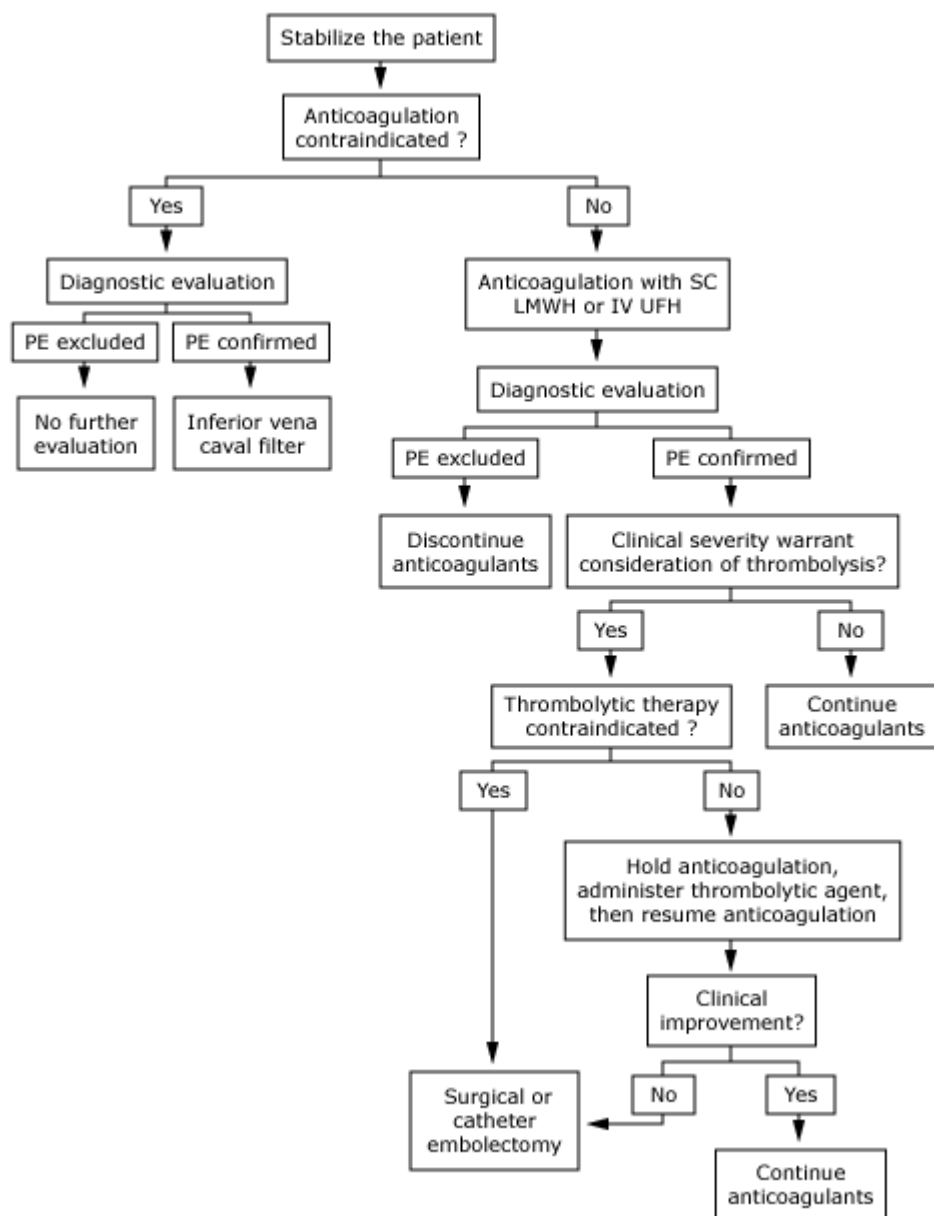 Stabilize the patient
Anticoagulation
contraindicated ?
Yes
No
Diagnostic evaluation
Anticoagulation with SC
LMWH or IV UFH
PE excluded
PE confirmed
No further
evaluation
Inferior vena
caval filter
Diagnostic evaluation
PE excluded
PE confirmed
Discontinue
anticoagulants
Clinical severity warrant
consideration of thrombolysis?
Yes
No
Thrombolytic therapy
contraindicated ?
Continue
anticoagulants
Yes
No
Hold anticoagulation,
administer thrombolytic agent,
then resume anticoagulation
Clinical
improvement?
No
Yes
Surgical or
catheter
embolectomy
Continue
anticoagulants